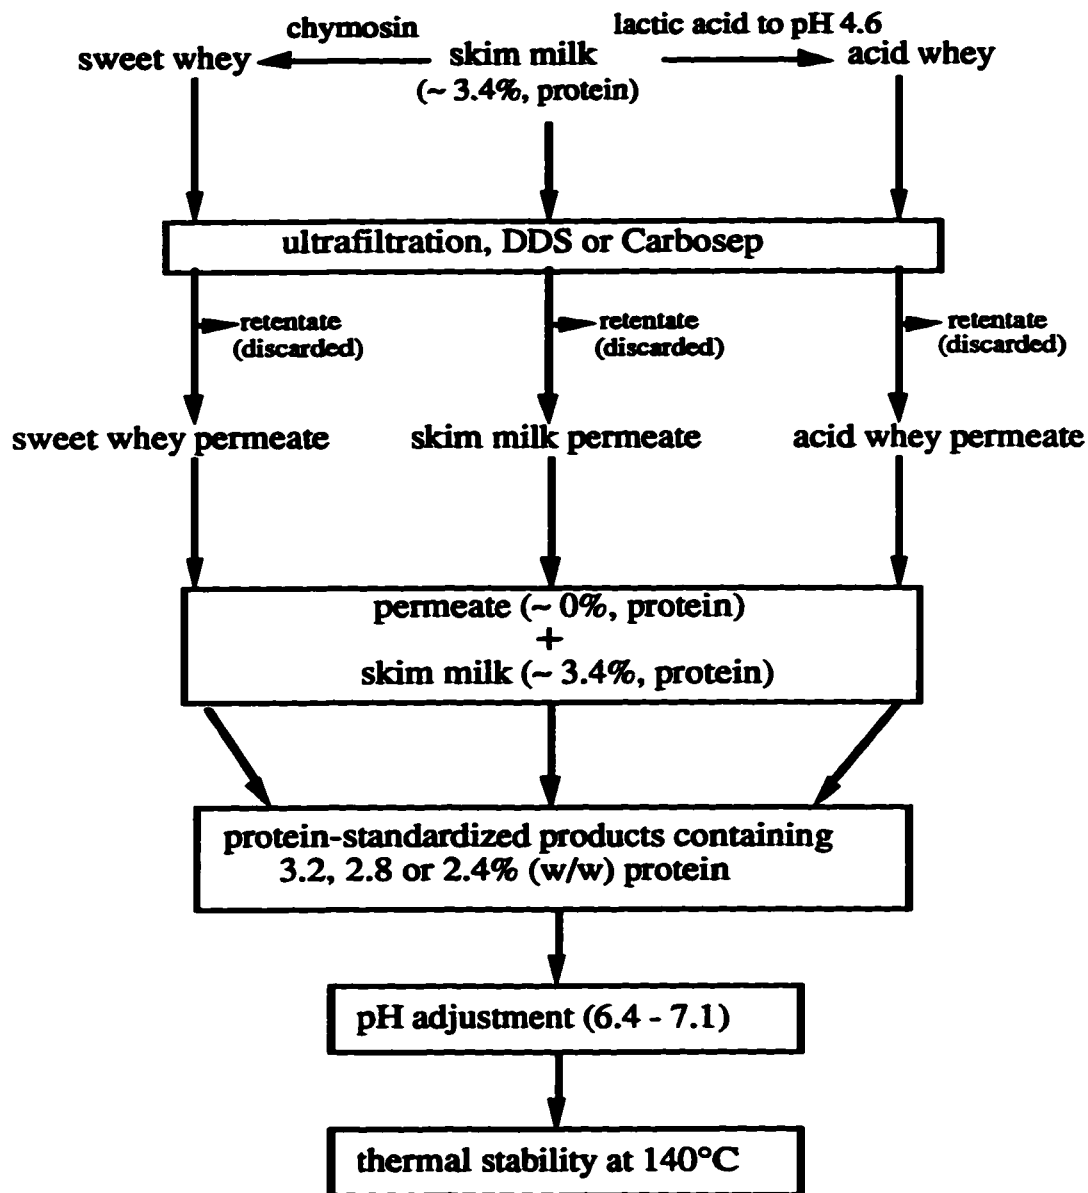 chymosin
lactic acid to pH 4.6
sweet whey
skim milk
acid whey
(~ 3.4%, protein)
ultrafiltration, DDS or Carbosep
retentate
(discarded)
retentate
(discarded)
retentate
(discarded)
sweet whey permeate
skim milk permeate
acid whey permeate
permeate (~ 0%, protein)
+
skim milk (~ 3.4%, protein)
protein-standardized products containing
3.2, 2.8 or 2.4% (w/w) protein
pH adjustment (6.4 - 7.1)
thermal stability at 140°C